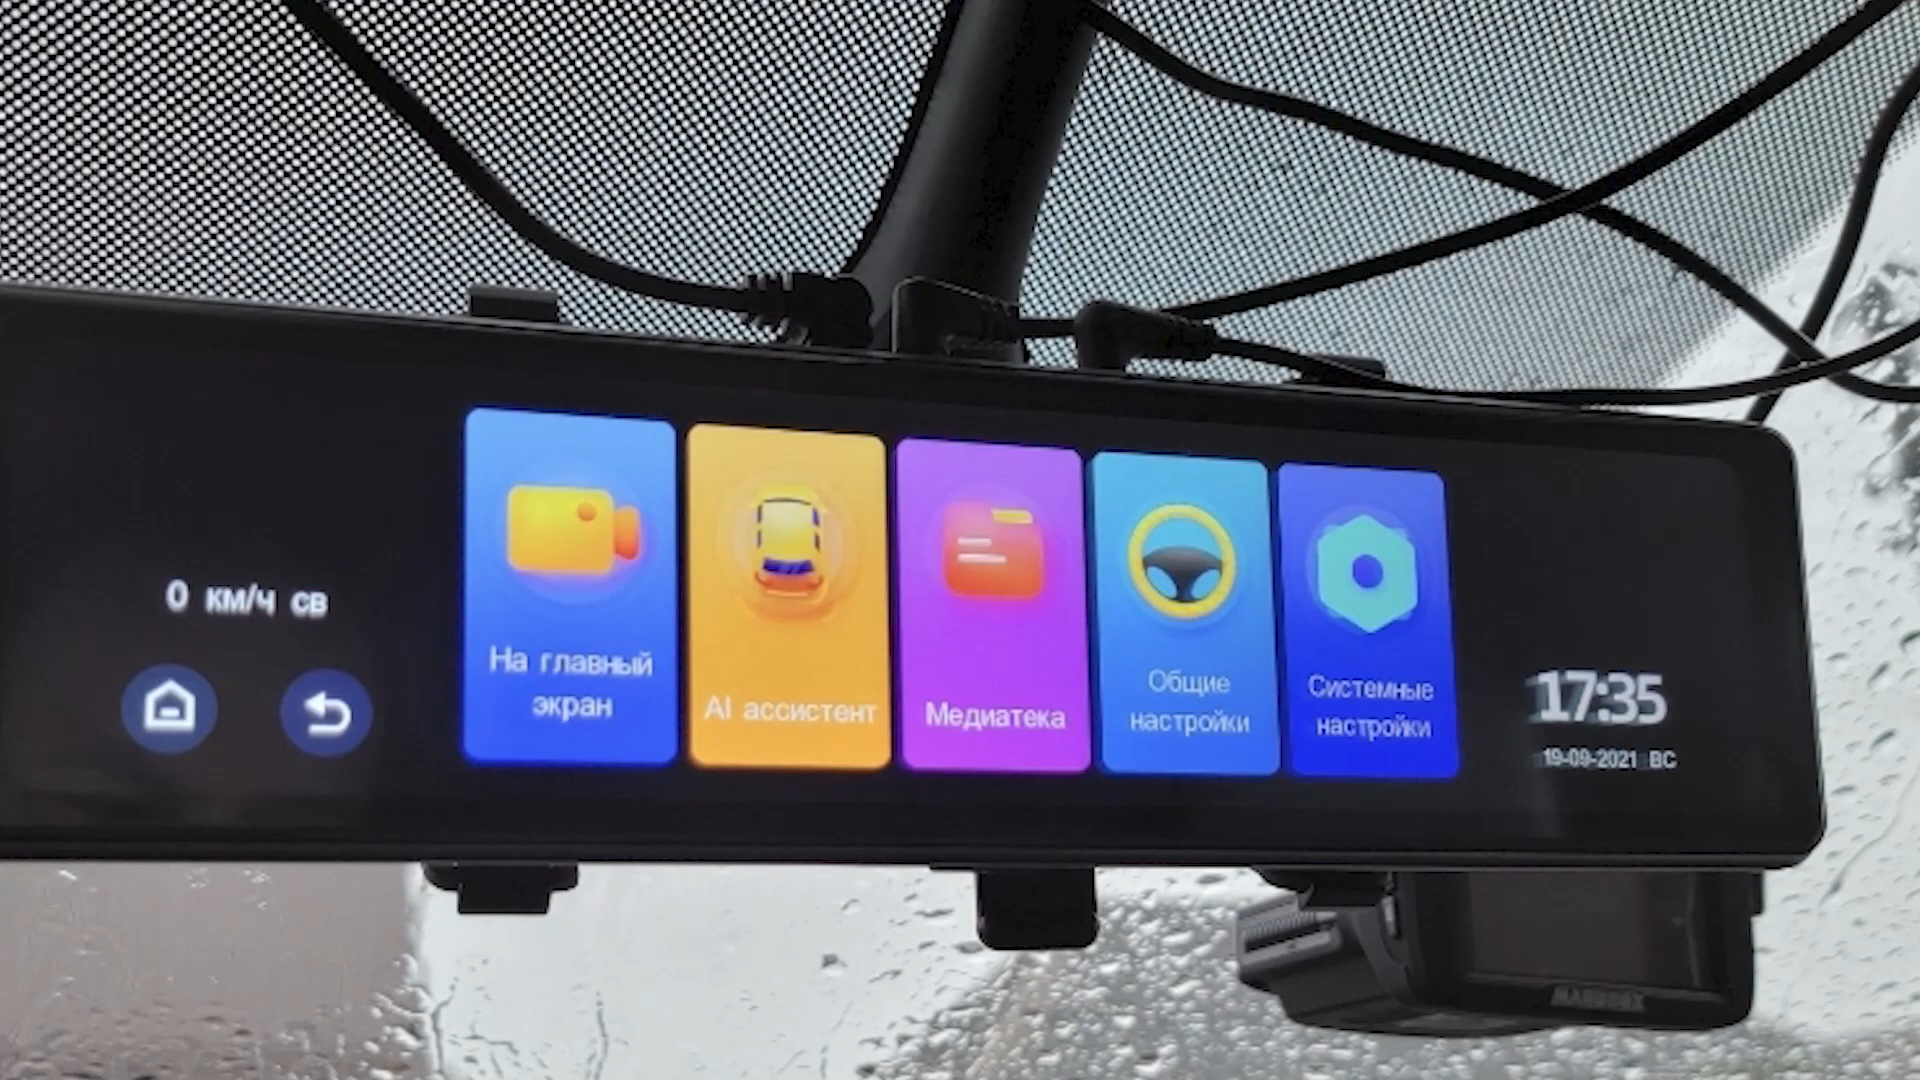 0 км/ч СВ
На главный
экран
AI ассистент
Медиатека
Общие
настройки
Системные
настройки
17:35
19-09-2021 ВС